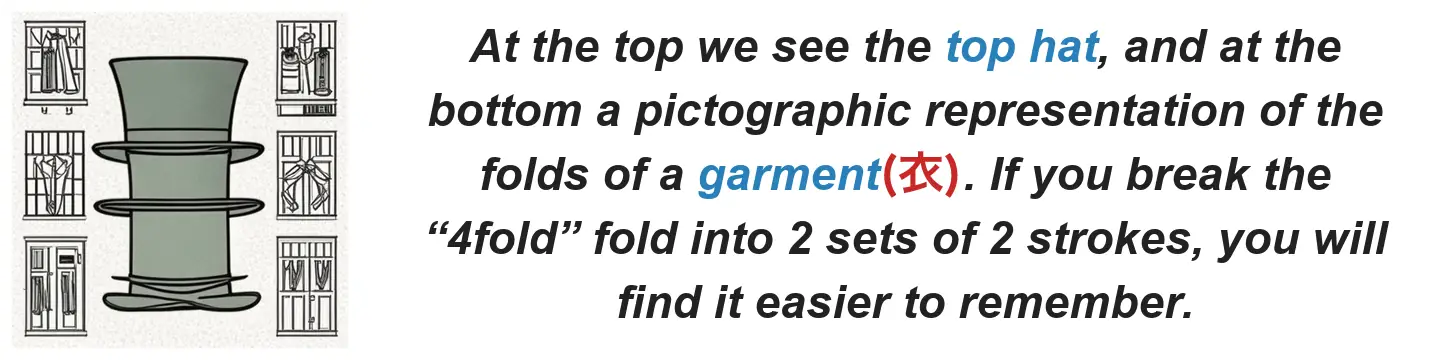 At the top we see the top hat, and at the
bottom a pictographic representation of the
folds of a garment(衣). If you break the
“4fold” fold into 2 sets of 2 strokes, you will
find it easier to remember.